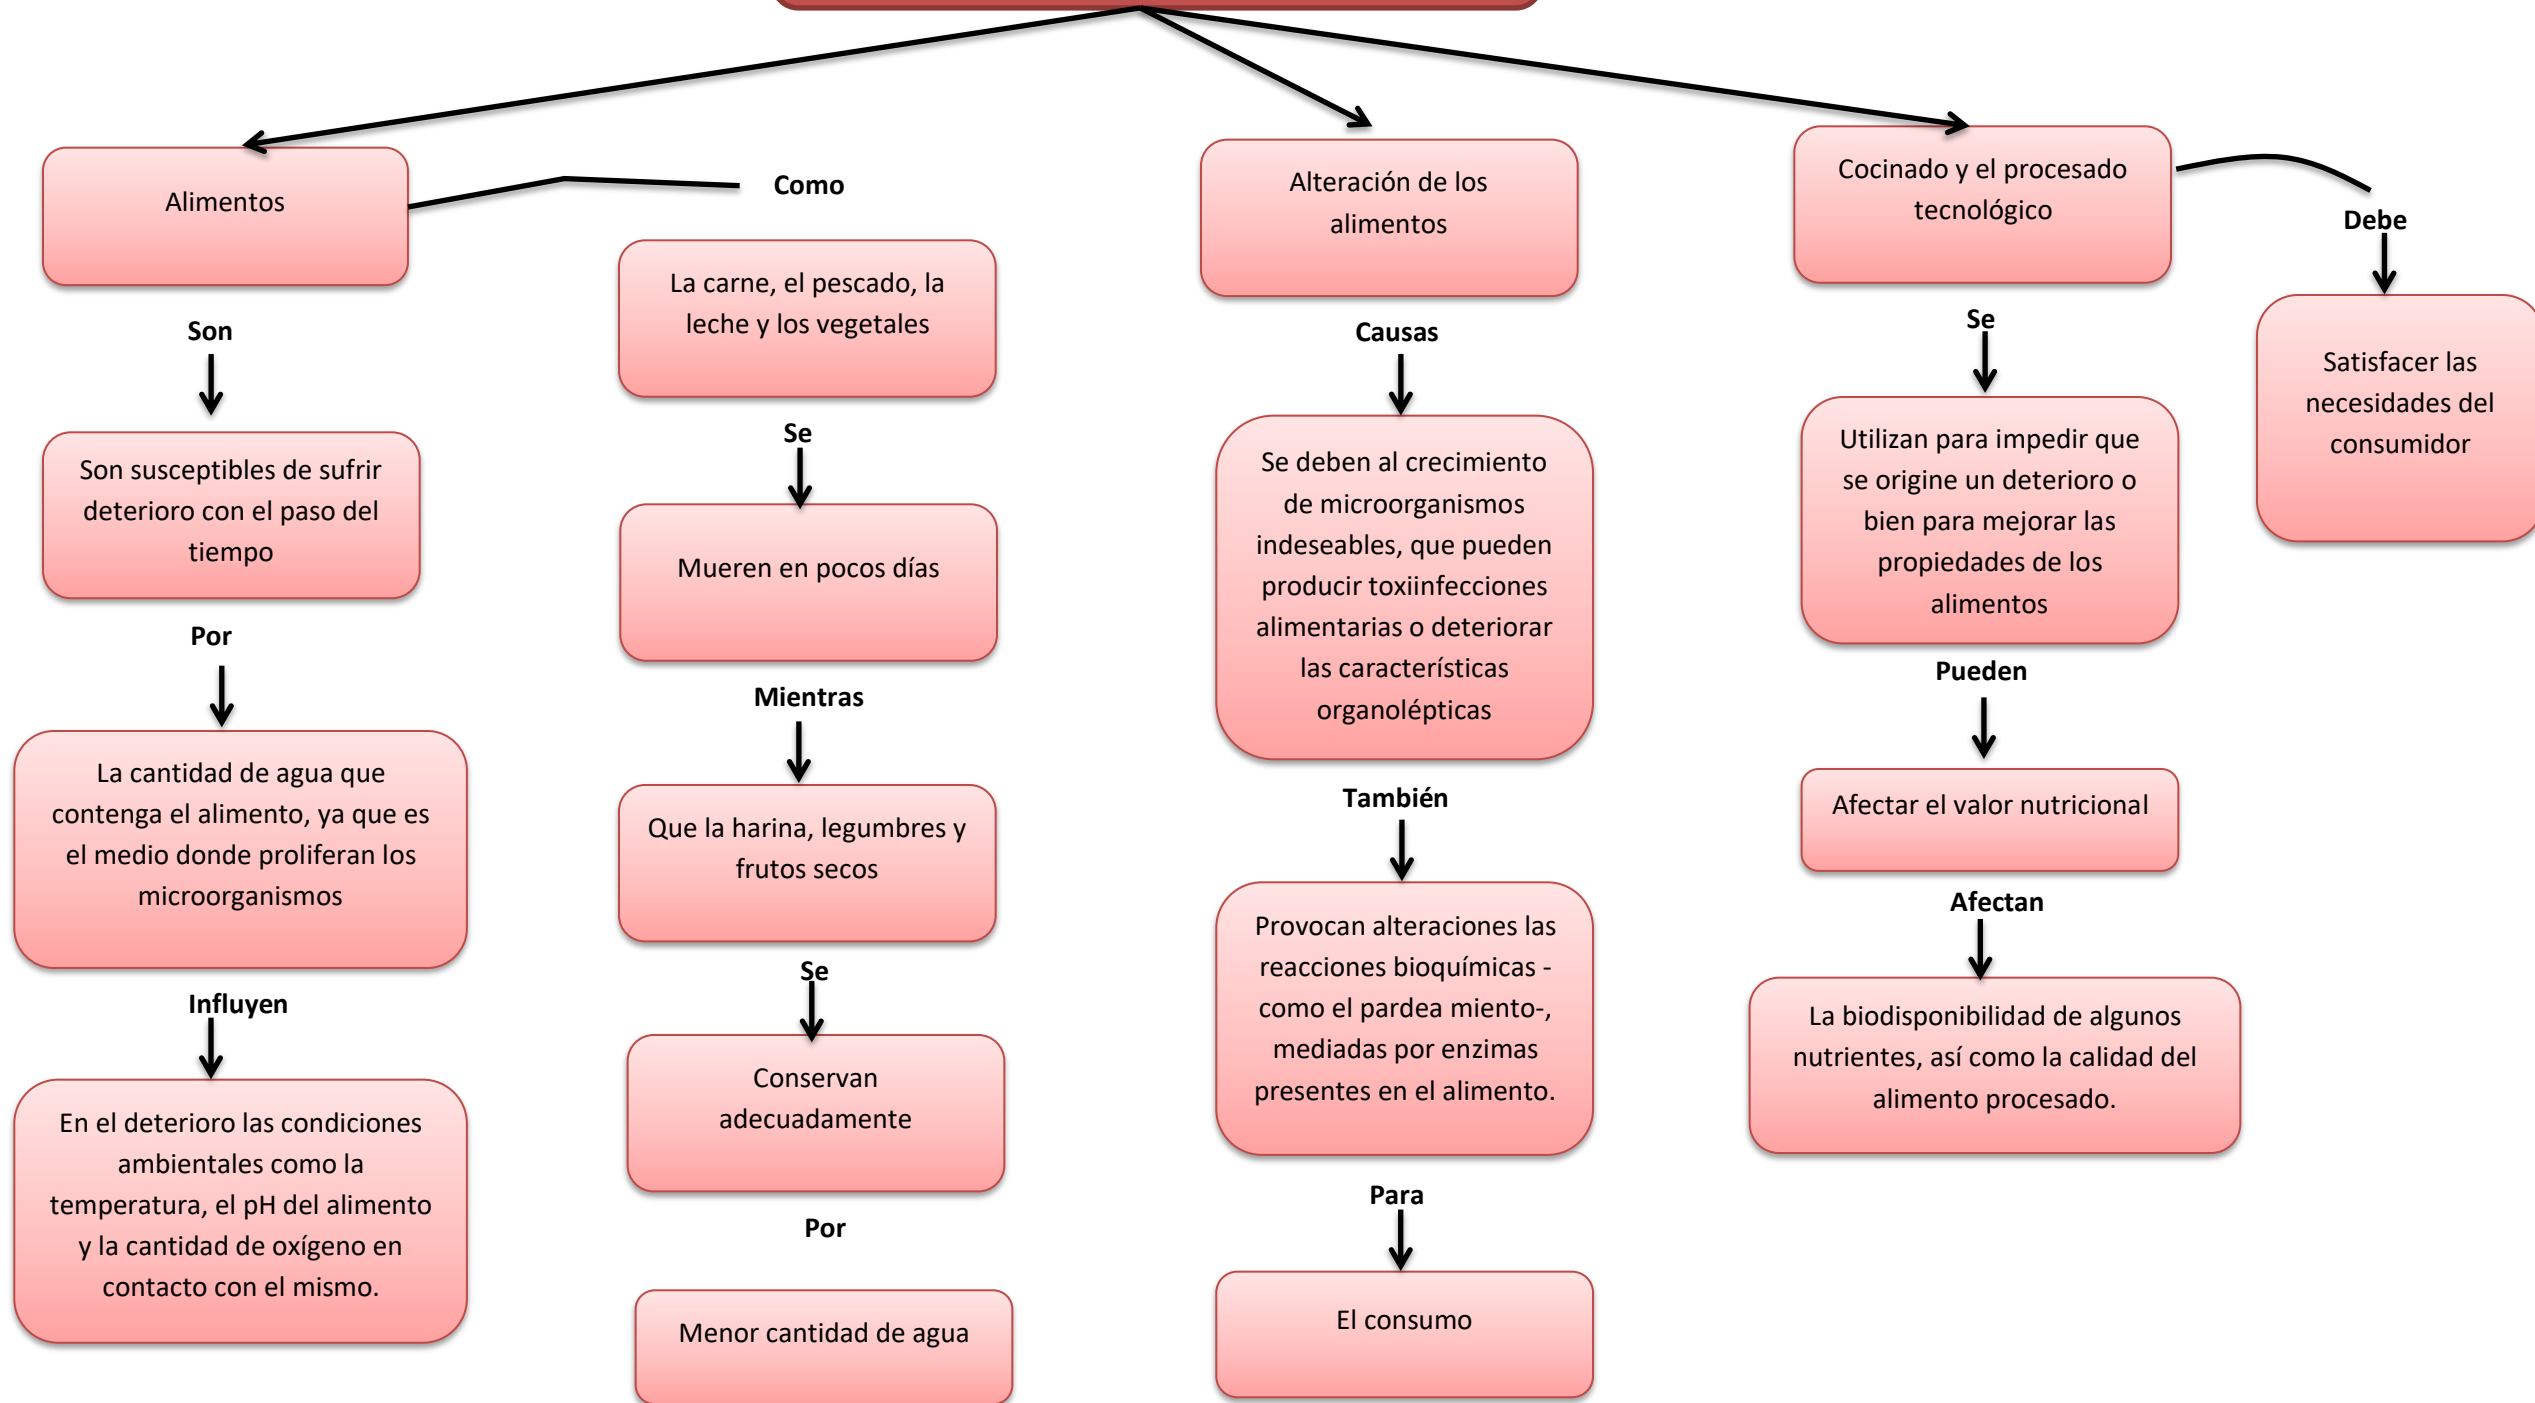 Alimentos
Son
Son susceptibles de sufrir
deterioro con el paso del
tiempo
Por
La cantidad de agua que
contenga el alimento, ya que es
el medio donde proliferan los
microorganismos
Influyen
En el deterioro las condiciones
ambientales como la
temperatura, el pH del alimento
y la cantidad de oxígeno en
contacto con el mismo.
Como
La carne, el pescado, la
leche y los vegetales
Se
Mueren en pocos días
Mientras
Que la harina, legumbres y
frutos secos
Se
Conservan
adecuadamente
Por
Menor cantidad de agua
Alteración de los
alimentos
Causas
Se deben al crecimiento
de microorganismos
indeseables, que pueden
producir toxiinfecciones
alimentarias o deteriorar
las características
organolépticas
También
Provocan alteraciones las
reacciones bioquímicas -
como el pardea miento-,
mediadas por enzimas
presentes en el alimento.
Para
El consumo
Cocinado y el procesado
tecnológico
Se
Utilizan para impedir que
se origine un deterioro o
bien para mejorar las
propiedades de los
alimentos
Pueden
Afectar el valor nutricional
Afectan
La biodisponibilidad de algunos
nutrientes, así como la calidad del
alimento procesado.
Debe
Satisfacer las
necesidades del
consumidor